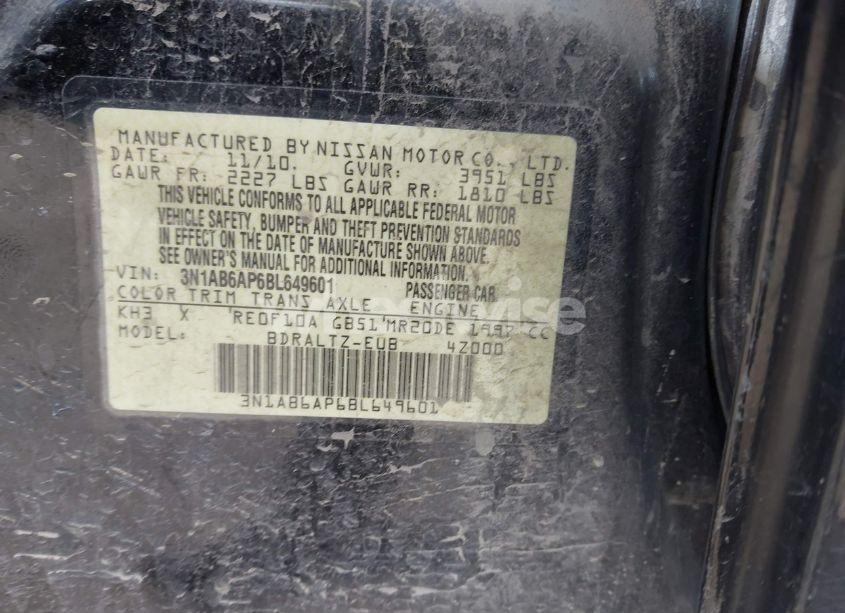 MANUFACTURED BY NISSAN MOTOR CO., LTD.
DATE: 11/10. GVWR: 3951 LBS
GAWR FR: 2227 LBS GAWR RR: 1810 LBS
THIS VEHICLE CONFORMS TO ALL APPLICABLE FEDERAL MOTOR
VEHICLE SAFETY, BUMPER AND THEFT PREVENTION STANDARDS
IN EFFECT ON THE DATE OF MANUFACTURE SHOWN ABOVE.
SEE OWNER'S MANUAL FOR ADDITIONAL INFORMATION.
VIN: 3N1AB6AP6BL649601 PASSENGER CAR
COLOR TRIM TRANS AXLE ENGINE
KH3 X RE0F10A GB51 MR20DE 1997 CC
MODEL: BDRALTZ-EUB 4Z000
3N1AB6AP6BL649601